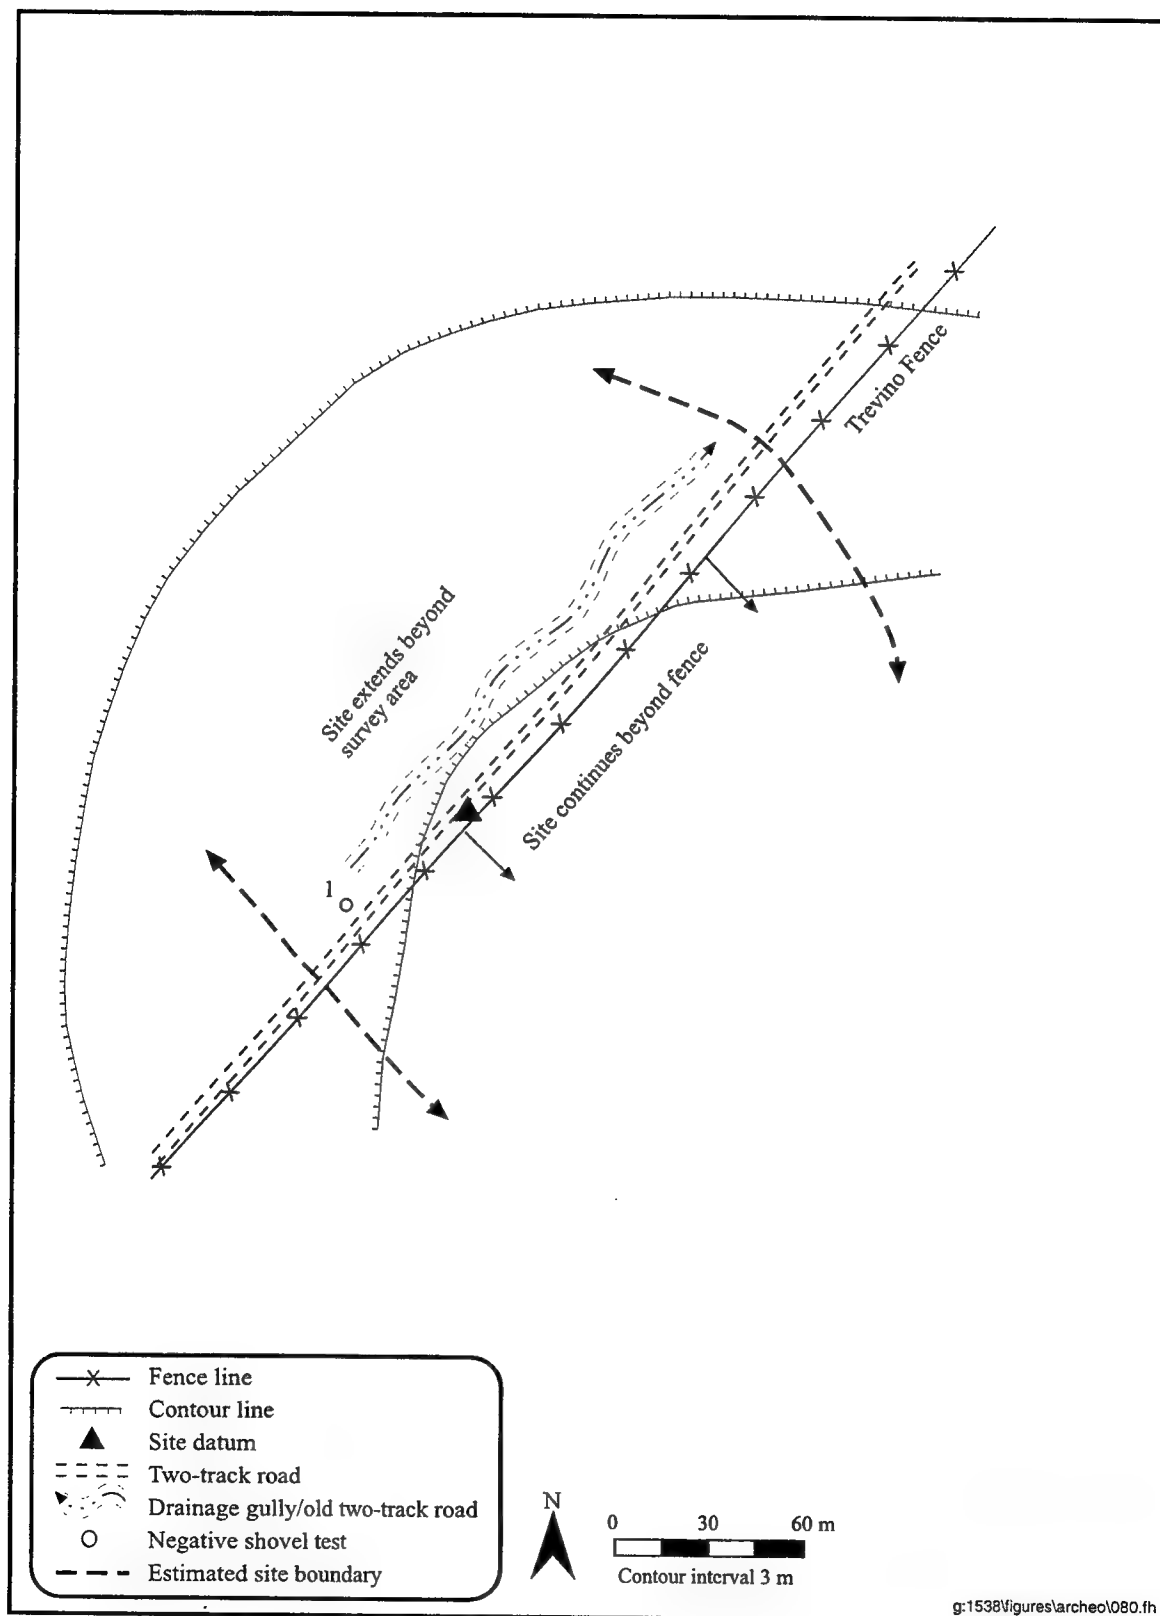 Trevino Fence
Site extends beyond
survey area
Site continues beyond fence
1
Fence line
Contour line
Site datum
Two-track road
Drainage gully/old two-track road
Negative shovel test
Estimated site boundary
N
0 30 60 m
Contour interval 3 m
g:1538\figures\archeo\080.fh